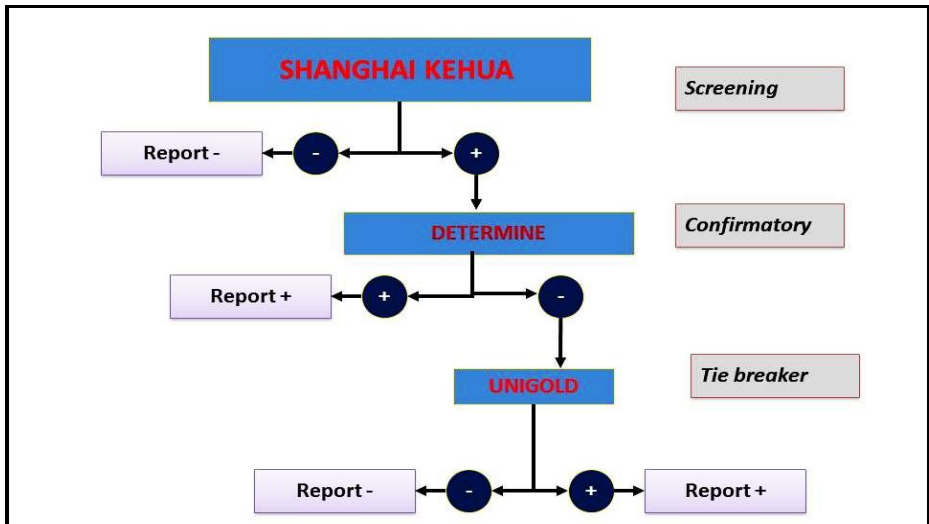 SHANGHAI KEHUA
Screening
Report -
-
+
DETERMINE
Confirmatory
Report +
+
-
UNIGOLD
Tie breaker
Report -
-
+
Report +